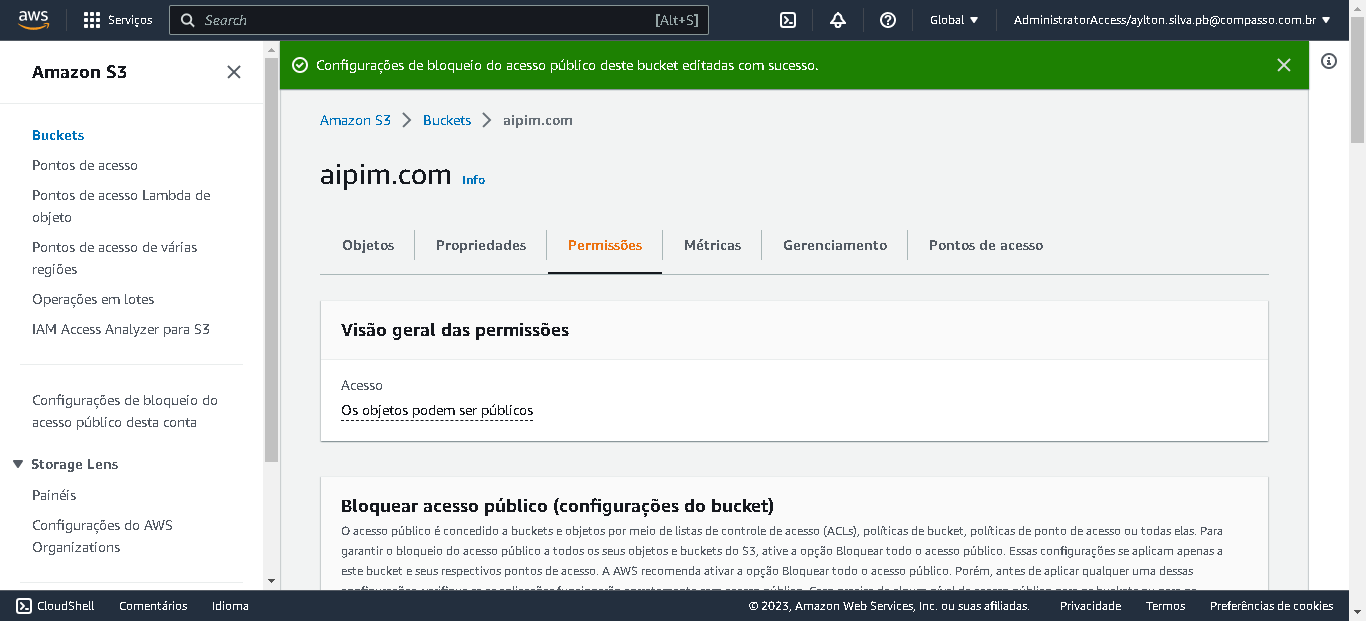 aws
Serviços
Search
[Alt+S]
Global
AdministratorAccess/aylton.silva.pb@compasso.com.br
Amazon S3
Buckets
Pontos de acesso
Pontos de acesso Lambda de
objeto
Pontos de acesso de várias
regiões
Operações em lotes
IAM Access Analyzer para S3
Configurações de bloqueio do
acesso público desta conta
Storage Lens
Painéis
Configurações do AWS
Organizations
Configurações de bloqueio do acesso público deste bucket editadas com sucesso.
Amazon S3 > Buckets > aipim.com
aipim.com Info
Objetos
Propriedades
Permissões
Métricas
Gerenciamento
Pontos de acesso
Visão geral das permissões
Acesso
Os objetos podem ser públicos
Bloquear acesso público (configurações do bucket)
O acesso público é concedido a buckets e objetos por meio de listas de controle de acesso (ACLs), políticas de bucket, políticas de ponto de acesso ou todas elas. Para
garantir o bloqueio do acesso público a todos os seus objetos e buckets do S3, ative a opção Bloquear todo o acesso público. Essas configurações se aplicam apenas a
este bucket e seus respectivos pontos de acesso. A AWS recomenda ativar a opção Bloquear todo o acesso público. Porém, antes de aplicar qualquer uma dessas
CloudShell
Comentários
Idioma
© 2023, Amazon Web Services, Inc. ou suas afiliadas.
Privacidade
Termos
Preferências de cookies